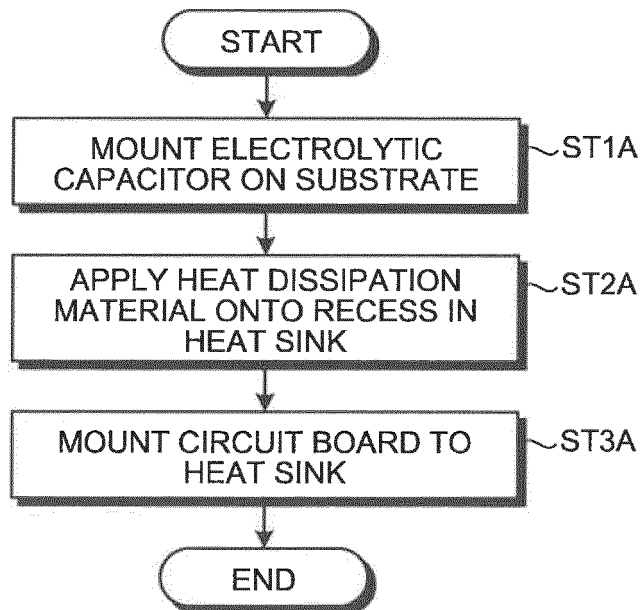 START
MOUNT ELECTROLYTIC
CAPACITOR ON SUBSTRATE
ST1A
APPLY HEAT DISSIPATION
MATERIAL ONTO RECESS IN
HEAT SINK
ST2A
MOUNT CIRCUIT BOARD TO
HEAT SINK
ST3A
END